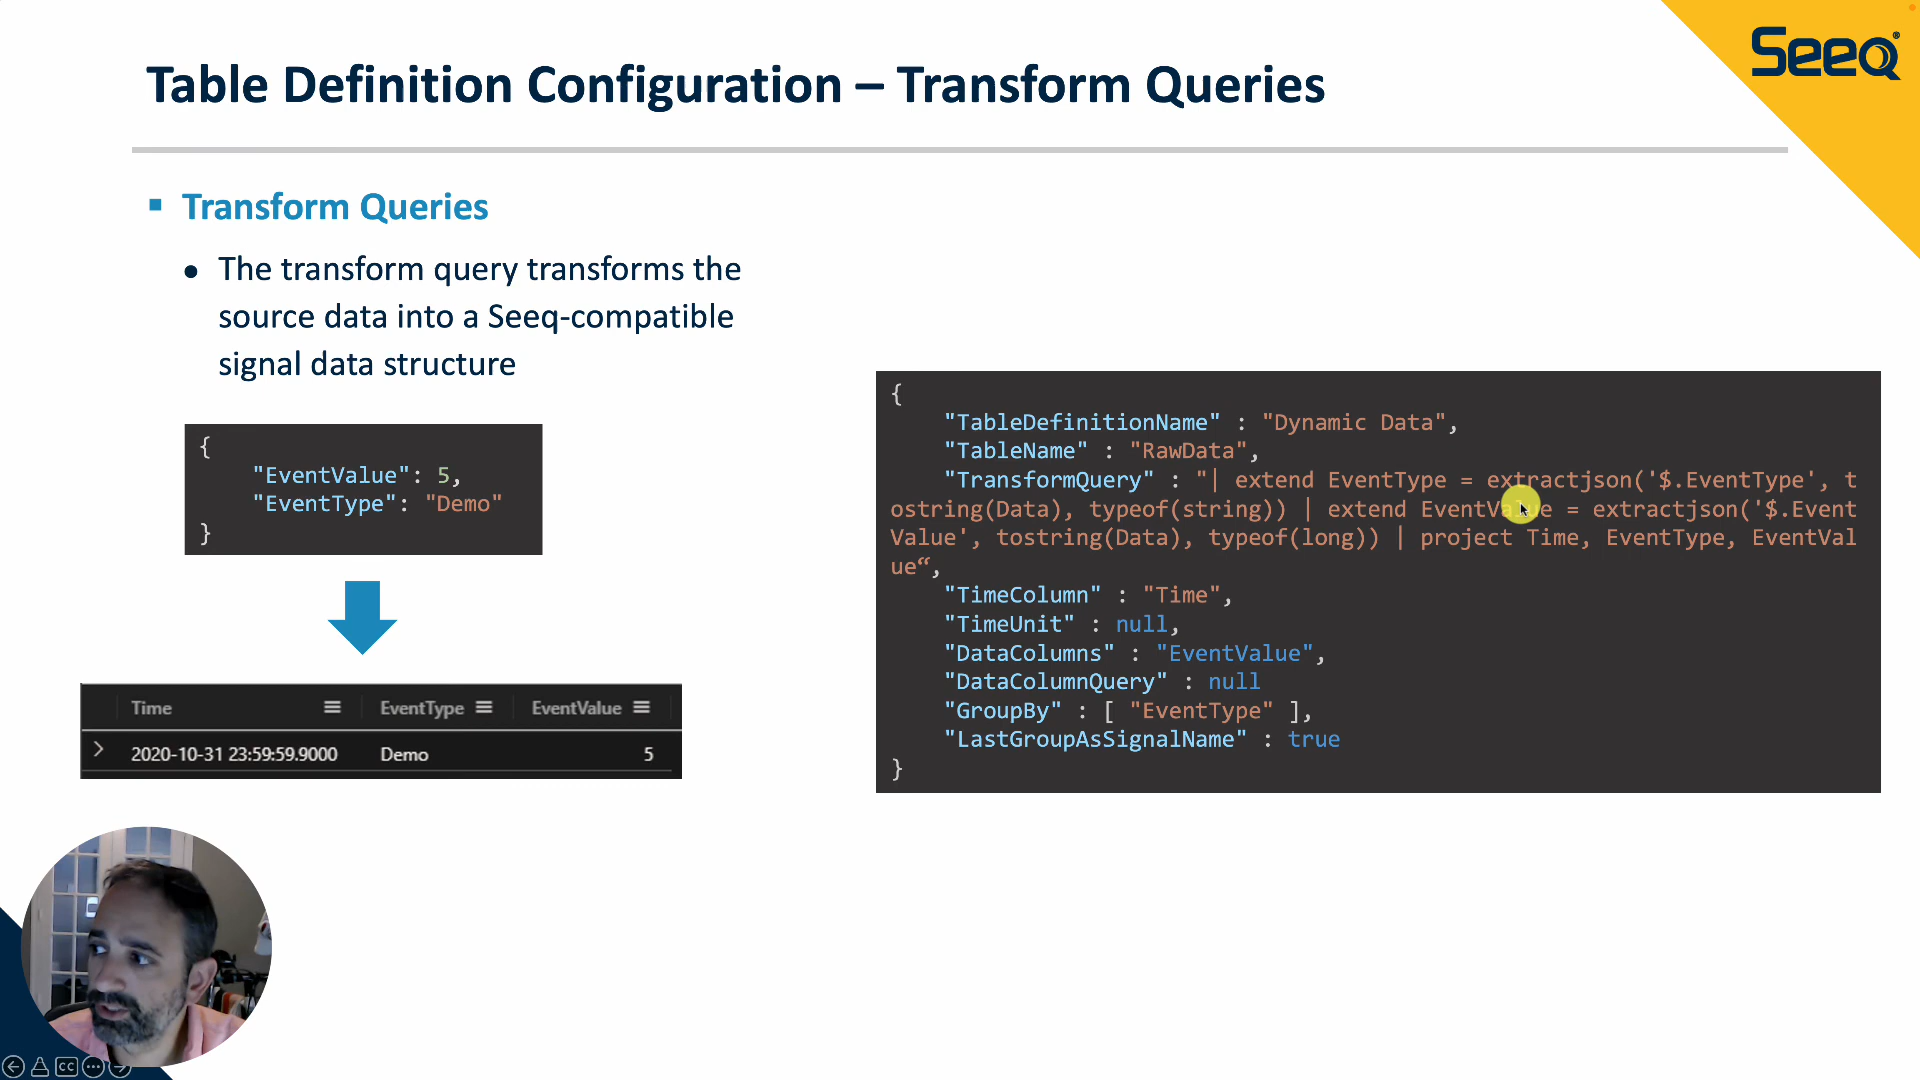 Seeq®
Table Definition Configuration – Transform Queries
▪ Transform Queries
● The transform query transforms the
source data into a Seeq-compatible
signal data structure
{
"EventValue": 5,
"EventType": "Demo"
}
Time EventType EventValue
2020-10-31 23:59:59.9000 Demo 5
{
"TableDefinitionName" : "Dynamic Data",
"TableName" : "RawData",
"TransformQuery" : "| extend EventType = extractjson('$.EventType', t
ostring(Data), typeof(string)) | extend EventValue = extractjson('$.Event
Value', tostring(Data), typeof(long)) | project Time, EventType, EventVal
ue“,
"TimeColumn" : "Time",
"TimeUnit" : null,
"DataColumns" : "EventValue",
"DataColumnQuery" : null
"GroupBy" : [ "EventType" ],
"LastGroupAsSignalName" : true
}
CC